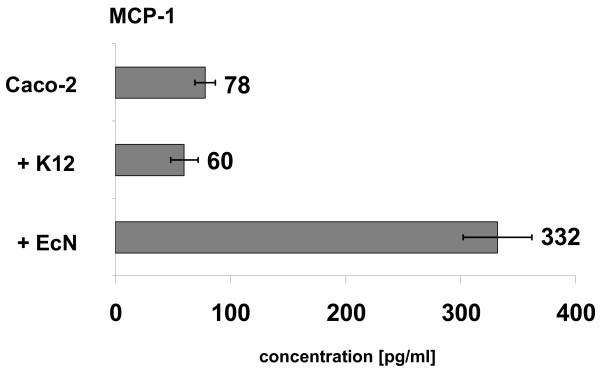 MCP-1
Caco-2 78
+ K12 60
+ EcN 332
0 100 200 300 400
concentration [pg/ml]